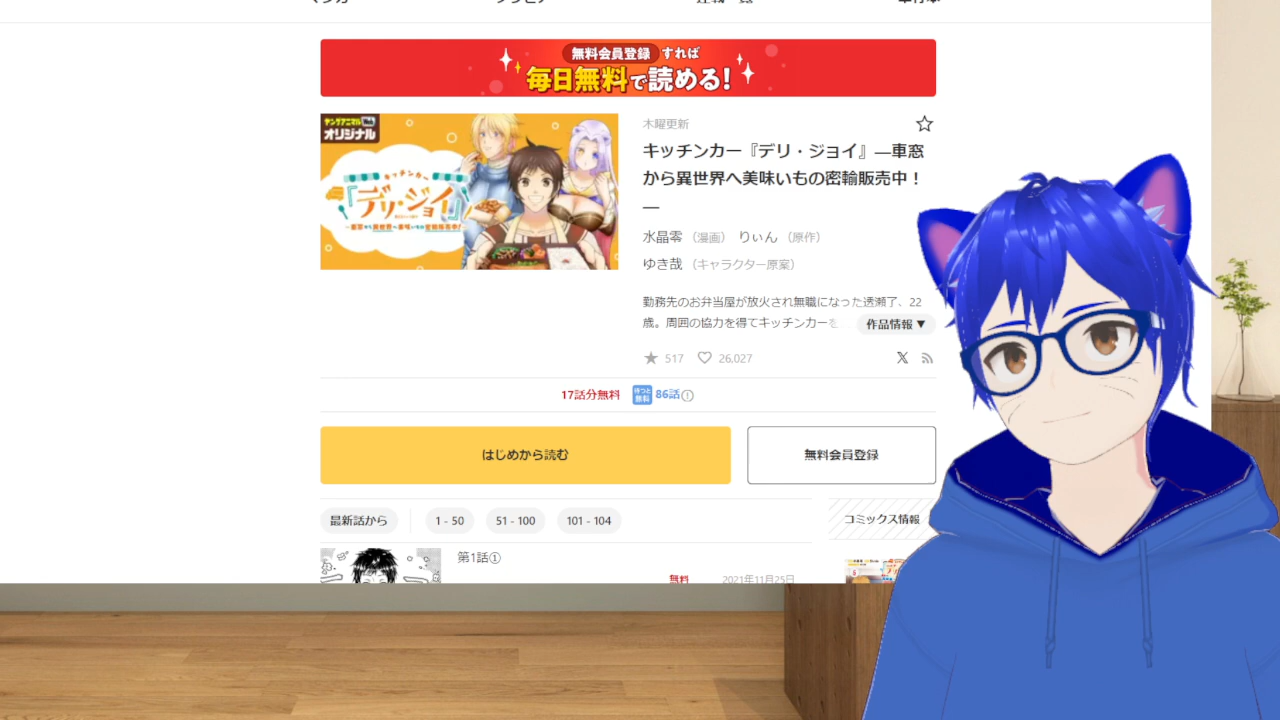 無料会員登録 すれば
毎日無料で読める!
ヤングアニマルWeb
オリジナル
キッチンカー
『デリ・ジョイ』
木曜更新
キッチンカー『デリ・ジョイ』―車窓
から異世界へ美味いもの密輸販売中！
―
水晶零 （漫画） りぃん （原作）
ゆき哉 （キャラクター原案）
勤務先のお弁当屋が放火され無職になった透瀬了、22
歳。周囲の協力を得てキッチンカーを
作品情報 ▼
517 26,027
17話分無料 待つと無料 86話
はじめから読む
無料会員登録
最新話から 1 - 50 51 - 100 101 - 104
コミックス情報
第1話①
無料 2021年11月25日